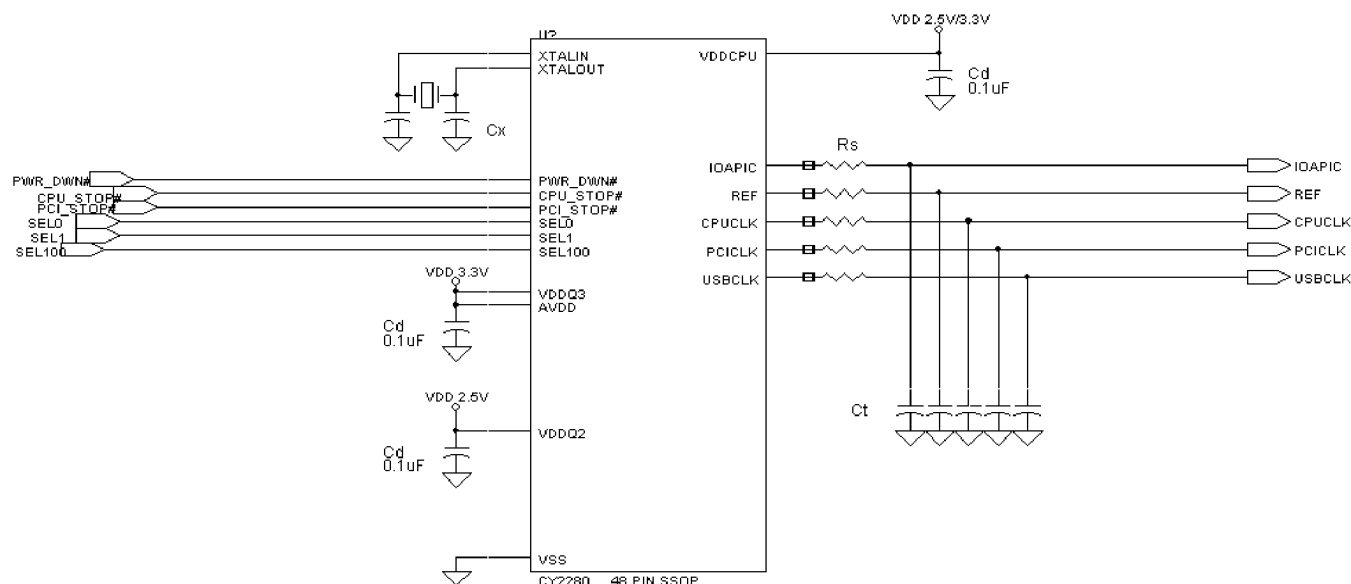 VDD 2.5V/3.3V
U?
XTALIN
XTALOUT
VDDCPU
Cd
0.1uF
Cx
Rs
IOAPIC
IOAPIC
PWR_DWN#
PWR_DWN#
REF
REF
CPU_STOP#
CPU_STOP#
PCI_STOP#
PCI_STOP#
SEL0
SEL0
CPUCLK
CPUCLK
SEL1
SEL1
SEL100
SEL100
PCICLK
PCICLK
VDD 3.3V
USBCLK
USBCLK
VDDQ3
AVDD
Cd
0.1uF
VDD 2.5V
Ct
VDDQ2
Cd
0.1uF
VSS
CY2280 48 PIN SSOP